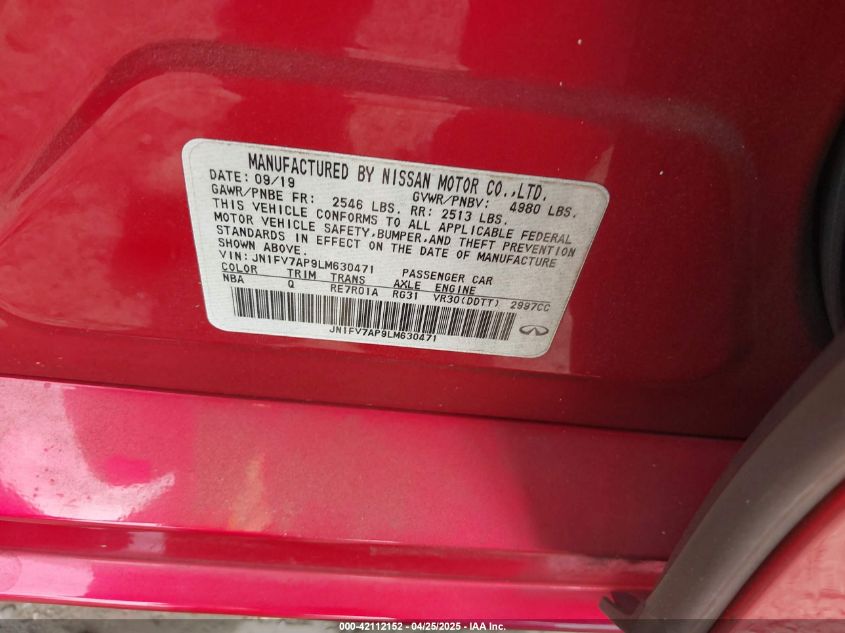 MANUFACTURED BY NISSAN MOTOR CO.,LTD.
DATE: 09/19 GVWR/PNBV: 4980 LBS.
GAWR/PNBE FR: 2546 LBS. RR: 2513 LBS.
THIS VEHICLE CONFORMS TO ALL APPLICABLE FEDERAL
MOTOR VEHICLE SAFETY,BUMPER,AND THEFT PREVENTION
STANDARDS IN EFFECT ON THE DATE OF MANUFACTURE
SHOWN ABOVE.
VIN: JN1FV7AP9LM630471 PASSENGER CAR
COLOR TRIM TRANS AXLE ENGINE
NBA Q RE7R01A RG31 VR30(DDTT) 2997CC
JN1FV7AP9LM630471
000-42112152 - 04/25/2025 - IAA Inc.